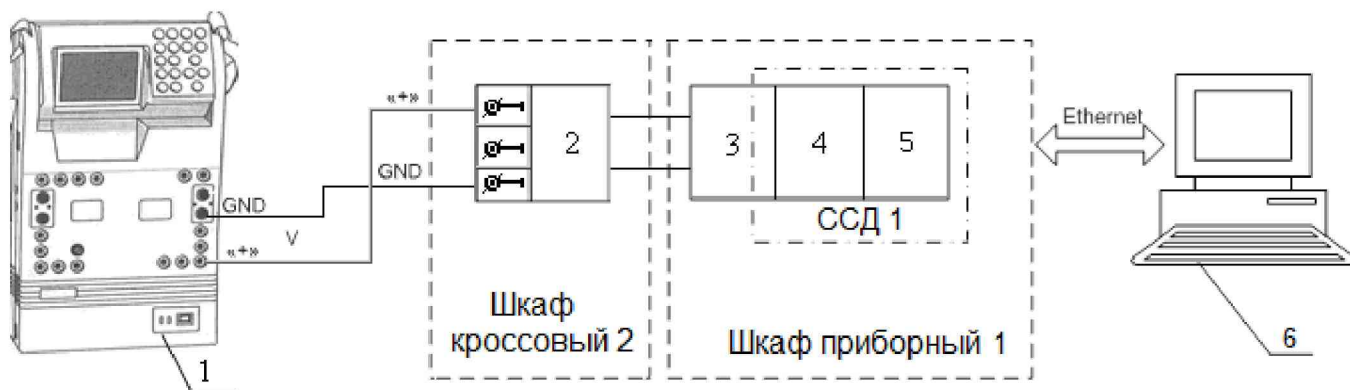 «+»
GND
GND
V
«+»
1
2
Шкаф
кроссовый 2
3
4
5
ССД 1
Шкаф приборный 1
Ethernet
6